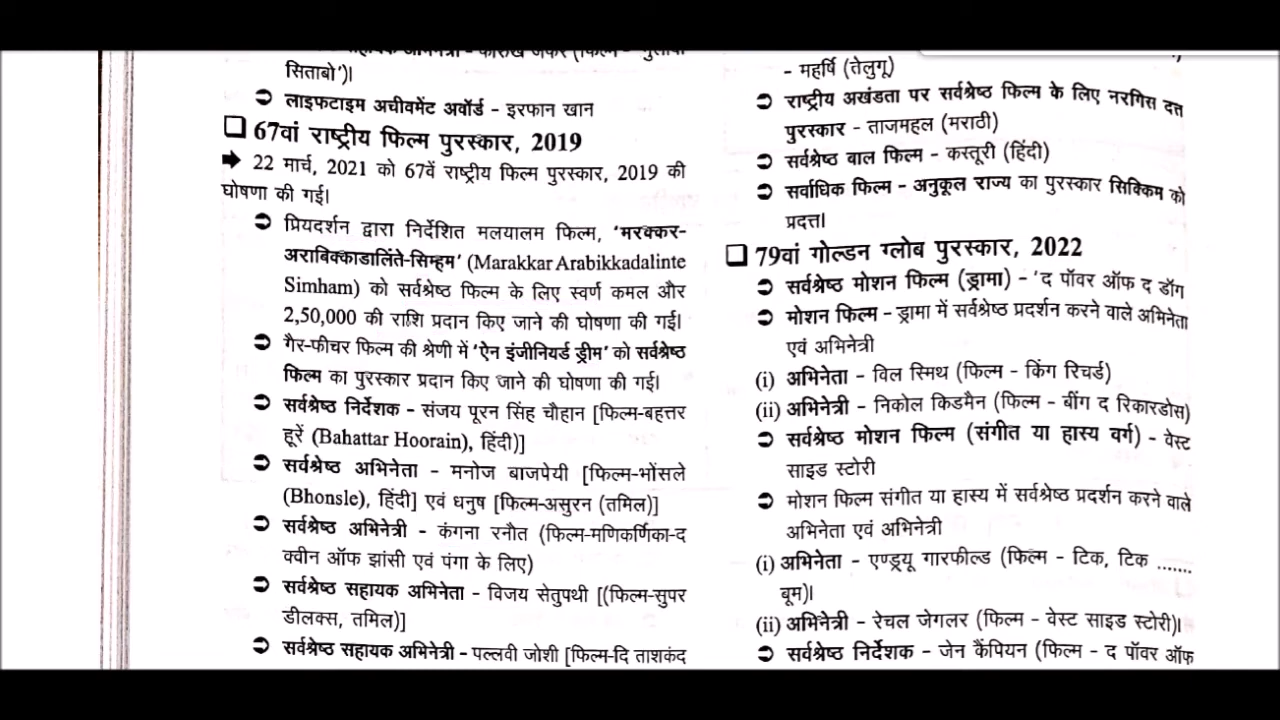 सिताबो')।
➲ लाइफटाइम अचीवमेंट अवॉर्ड - इरफान खान
❑ 67वां राष्ट्रीय फिल्म पुरस्कार, 2019
➔ 22 मार्च, 2021 को 67वें राष्ट्रीय फिल्म पुरस्कार, 2019 की
घोषणा की गई।
➲ प्रियदर्शन द्वारा निर्देशित मलयालम फिल्म, 'मरक्कर-
अराबिक्काडालिंते-सिम्हम' (Marakkar Arabikkadalinte
Simham) को सर्वश्रेष्ठ फिल्म के लिए स्वर्ण कमल और
2,50,000 की राशि प्रदान किए जाने की घोषणा की गई।
➲ गैर-फीचर फिल्म की श्रेणी में 'ऐन इंजीनियर्ड ड्रीम' को सर्वश्रेष्ठ
फिल्म का पुरस्कार प्रदान किए जाने की घोषणा की गई।
➲ सर्वश्रेष्ठ निर्देशक - संजय पूरन सिंह चौहान [फिल्म-बहत्तर
हूरें (Bahattar Hoorain), हिंदी)]
➲ सर्वश्रेष्ठ अभिनेता - मनोज बाजपेयी [फिल्म-भोंसले
(Bhonsle), हिंदी] एवं धनुष [फिल्म-असुरन (तमिल)]
➲ सर्वश्रेष्ठ अभिनेत्री - कंगना रनौत (फिल्म-मणिकर्णिका-द
क्वीन ऑफ झांसी एवं पंगा के लिए)
➲ सर्वश्रेष्ठ सहायक अभिनेता - विजय सेतुपथी [(फिल्म-सुपर
डीलक्स, तमिल)]
➲ सर्वश्रेष्ठ सहायक अभिनेत्री - पल्लवी जोशी [फिल्म-दि ताशकंद
- महर्षि (तेलुगू)
➲ राष्ट्रीय अखंडता पर सर्वश्रेष्ठ फिल्म के लिए नरगिस दत्त
पुरस्कार - ताजमहल (मराठी)
➲ सर्वश्रेष्ठ बाल फिल्म - कस्तूरी (हिंदी)
➲ सर्वाधिक फिल्म - अनुकूल राज्य का पुरस्कार सिक्किम को
प्रदत्त।
❑ 79वां गोल्डन ग्लोब पुरस्कार, 2022
➲ सर्वश्रेष्ठ मोशन फिल्म (ड्रामा) - 'द पॉवर ऑफ द डॉग
➲ मोशन फिल्म - ड्रामा में सर्वश्रेष्ठ प्रदर्शन करने वाले अभिनेता
एवं अभिनेत्री
(i) अभिनेता - विल स्मिथ (फिल्म - किंग रिचर्ड)
(ii) अभिनेत्री - निकोल किडमैन (फिल्म - बींग द रिकारडोस)
➲ सर्वश्रेष्ठ मोशन फिल्म (संगीत या हास्य वर्ग) - वेस्ट
साइड स्टोरी
➲ मोशन फिल्म संगीत या हास्य में सर्वश्रेष्ठ प्रदर्शन करने वाले
अभिनेता एवं अभिनेत्री
(i) अभिनेता - एण्ड्रयू गारफील्ड (फिल्म - टिक, टिक .......
बूम)।
(ii) अभिनेत्री - रेचल जेगलर (फिल्म - वेस्ट साइड स्टोरी)।
➲ सर्वश्रेष्ठ निर्देशक - जेन कैंपियन (फिल्म - द पॉवर ऑफ